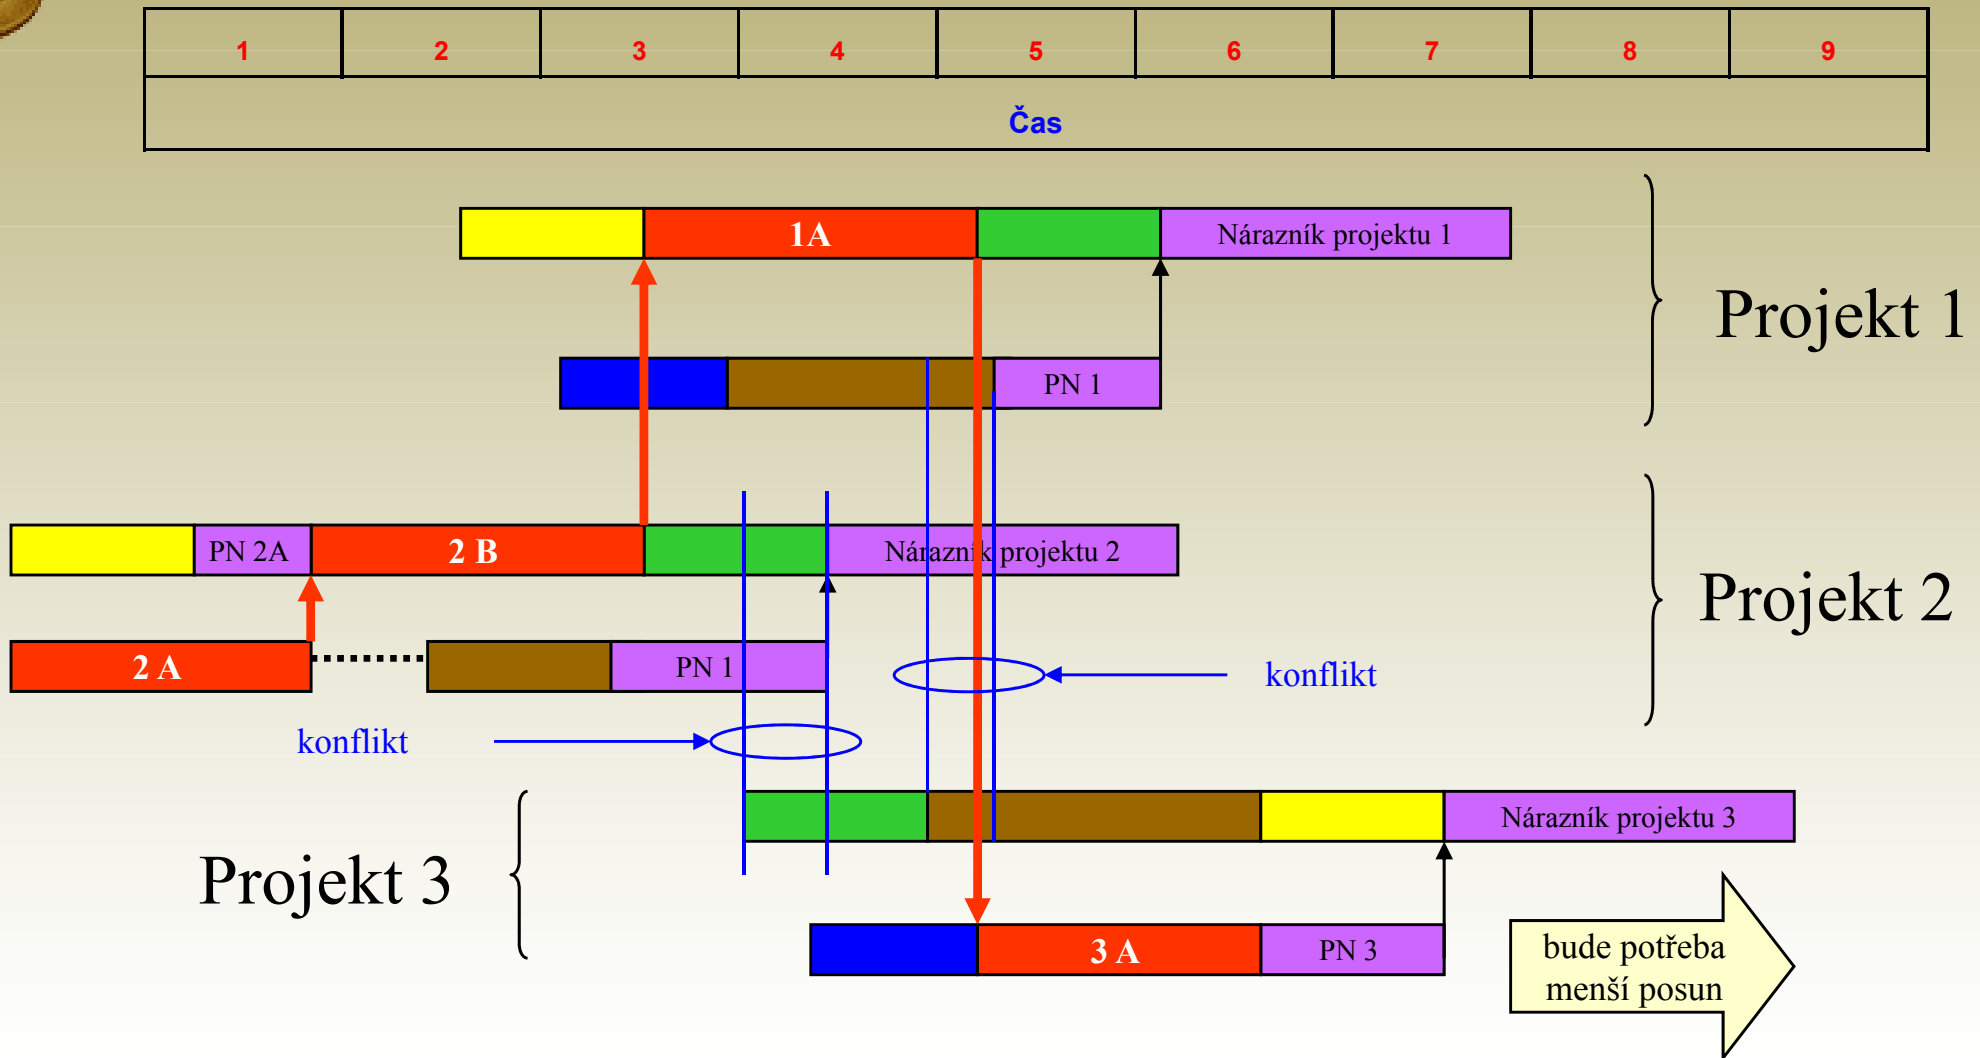 1 2 3 4 5 6 7 8 9
Čas
1A
Nárazník projektu 1
Projekt 1
PN 1
PN 2A
2 B
Nárazník projektu 2
Projekt 2
2 A
PN 1
konflikt
konflikt
Nárazník projektu 3
Projekt 3
3 A
PN 3
bude potřeba
menší posun